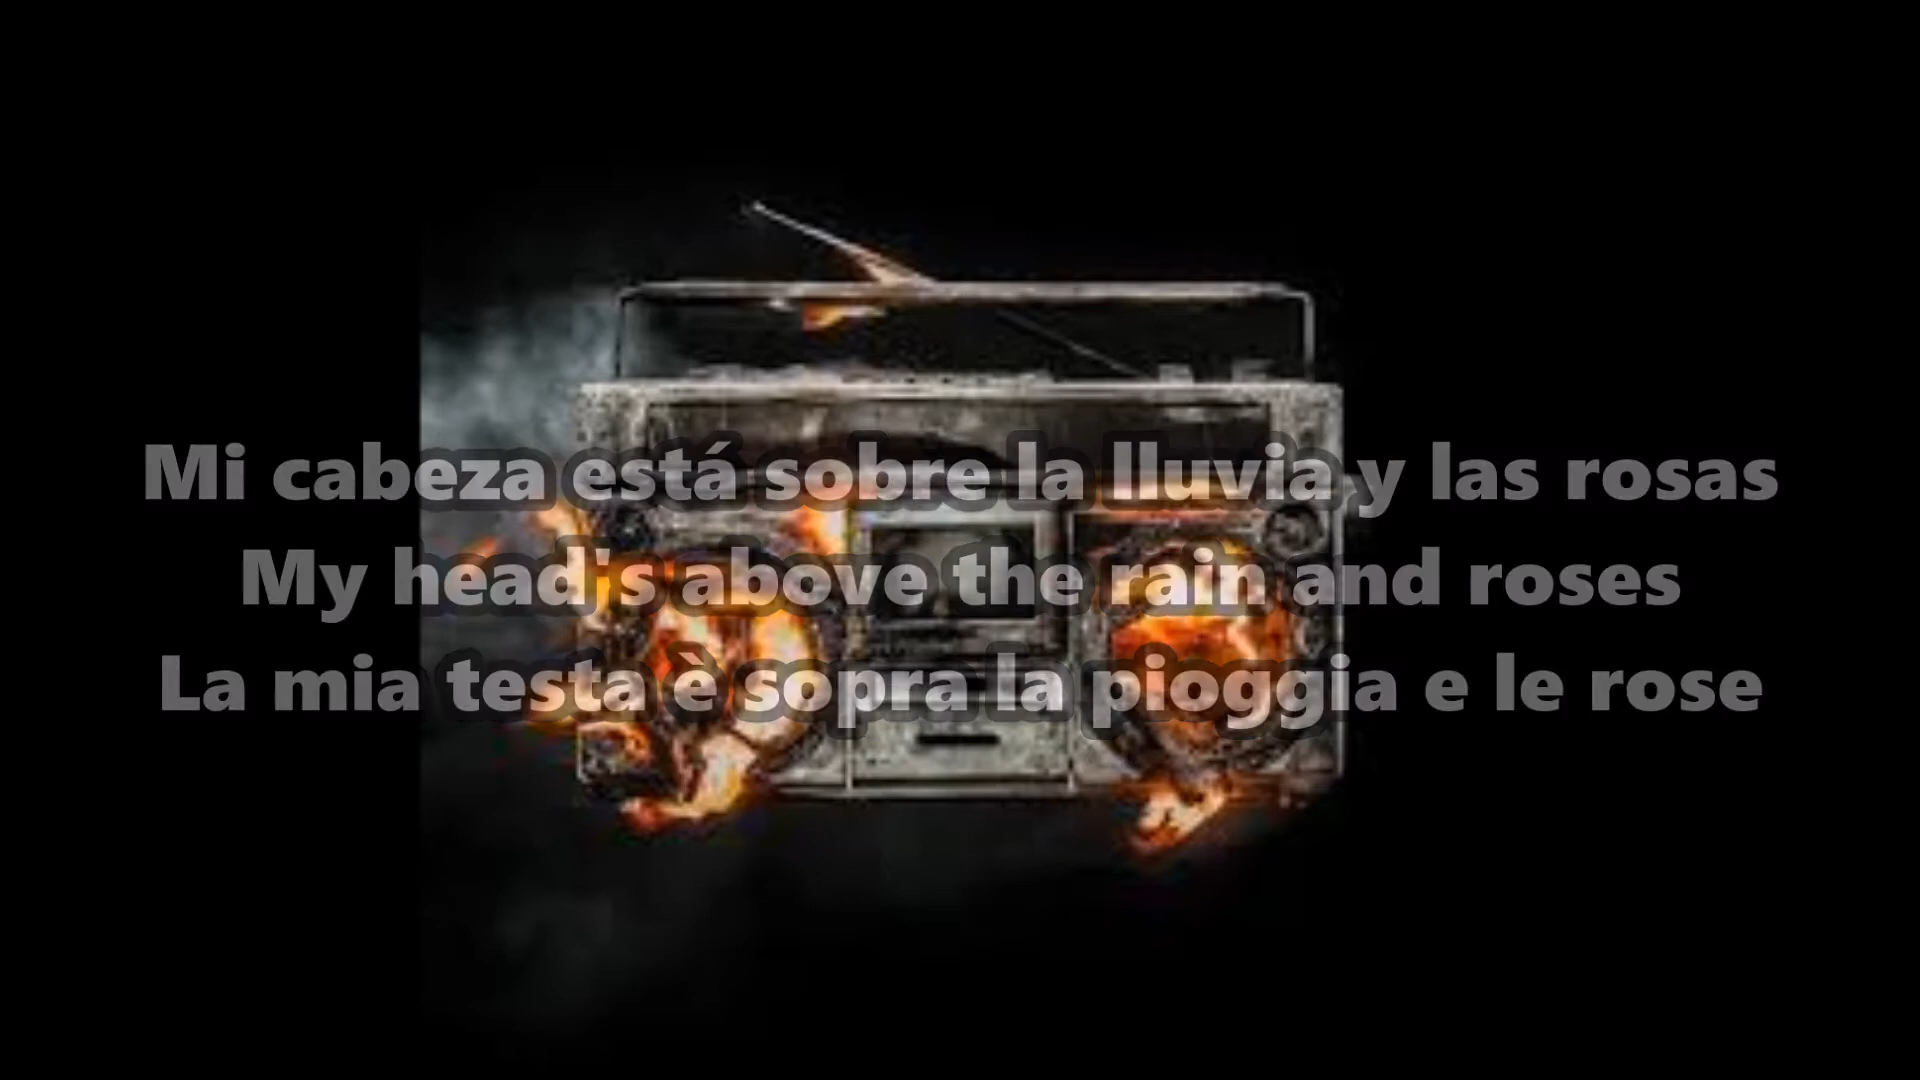 Mi cabeza está sobre la lluvia y las rosas
My head's above the rain and roses
La mia testa è sopra la pioggia e le rose